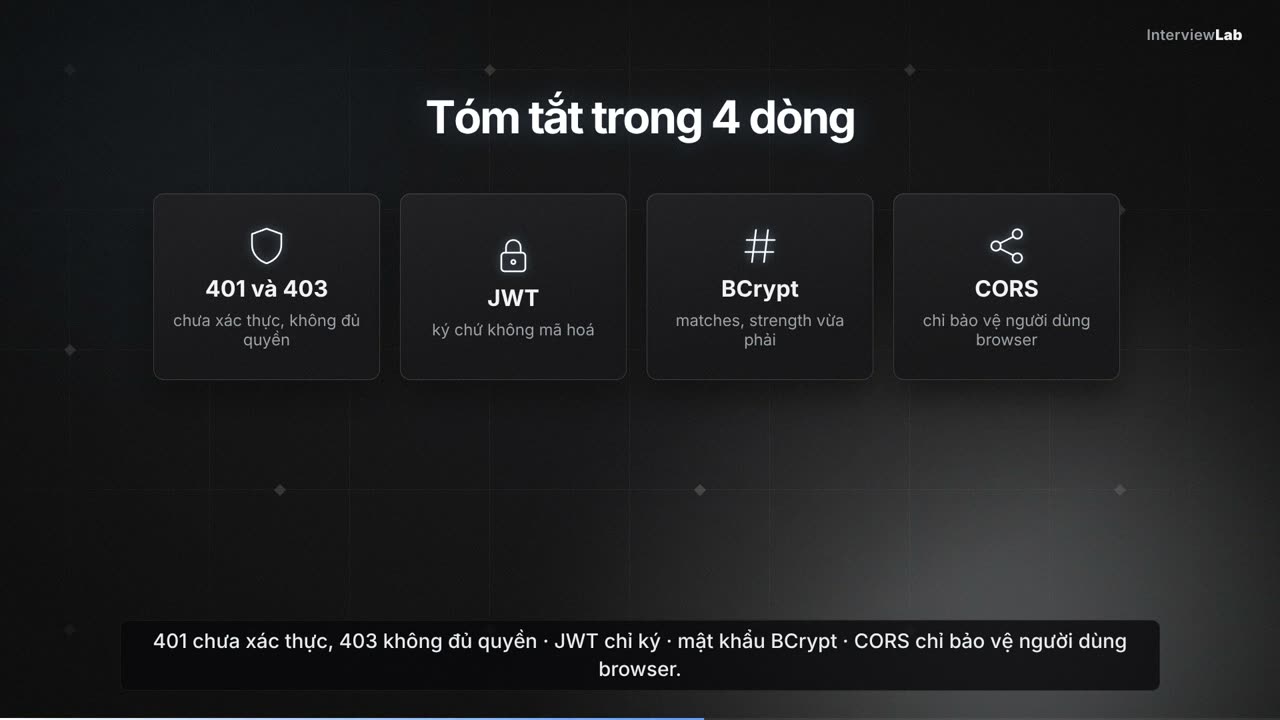 InterviewLab
Tóm tắt trong 4 dòng
401 và 403
chưa xác thực, không đủ
quyền
JWT
ký chứ không mã hoá
BCrypt
matches, strength vừa
phải
CORS
chỉ bảo vệ người dùng
browser
401 chưa xác thực, 403 không đủ quyền · JWT chỉ ký · mật khẩu BCrypt · CORS chỉ bảo vệ người dùng
browser.